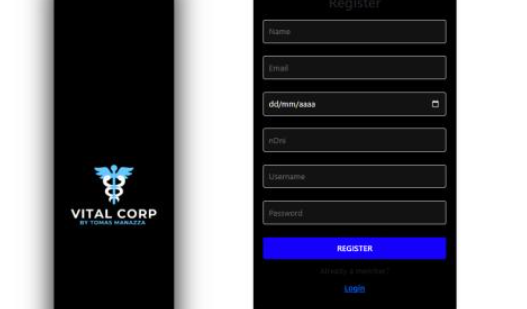 VITAL CORP
BY TOMAS MANAZZA
Register
Name
Email
dd/mm/aaaa
nDni
Username
Password
REGISTER
Already a member?
Login